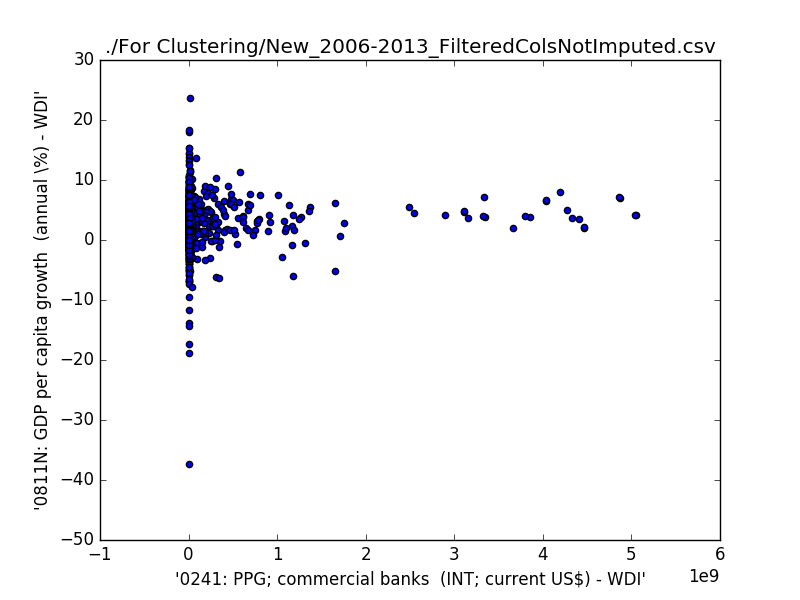 ./For Clustering/New_2006-2013_FilteredColsNotImputed.csv
30
20
10
0
−10
−20
−30
−40
−50
'0811N: GDP per capita growth  (annual \%) - WDI'
−1 0 1 2 3 4 5 6
1e9
'0241: PPG; commercial banks  (INT; current US$) - WDI'